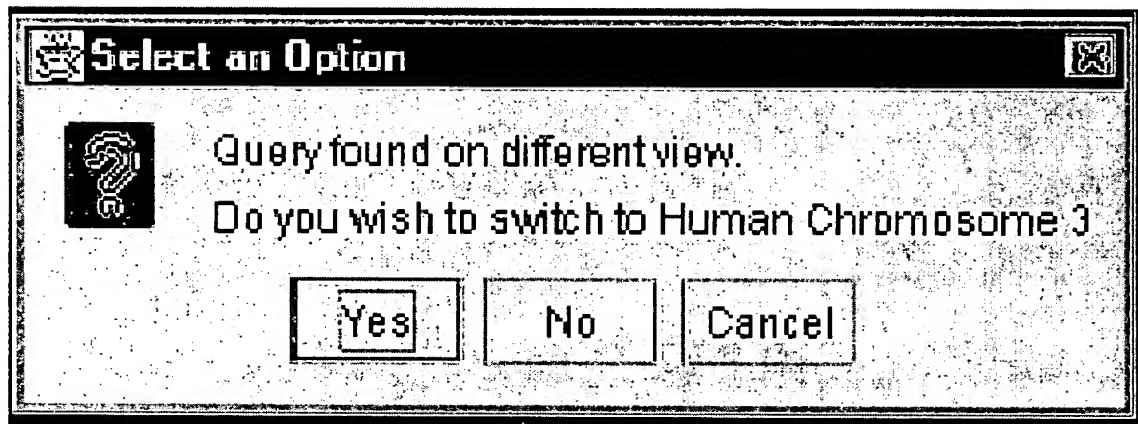 Select an Option
Query found on different view.
Do you wish to switch to Human Chromosome 3
Yes No Cancel